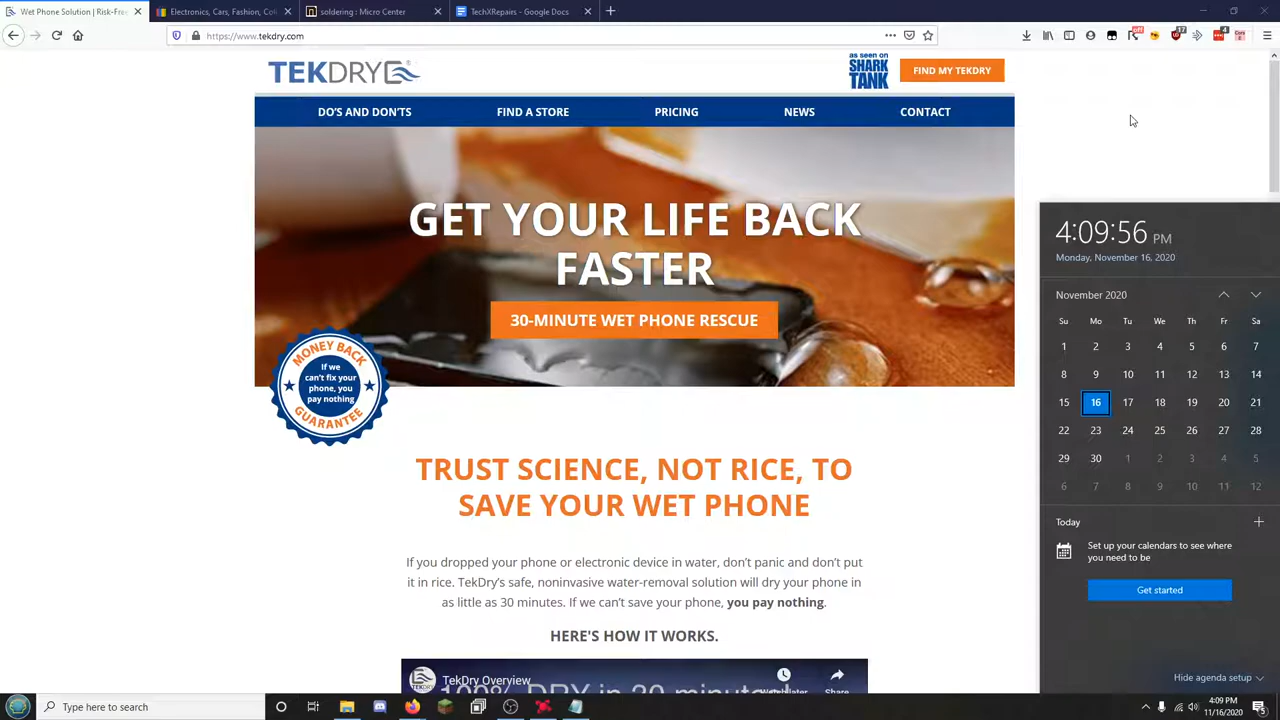 Wet Phone Solution | Risk-Fre
Electronics, Cars, Fashion, Col
soldering : Micro Center
TechXRepairs - Google Docs
https://www.tekdry.com
off
17
4
TEKDRY
as seen on
SHARK
TANK
FIND MY TEKDRY
DO'S AND DON'TS
FIND A STORE
PRICING
NEWS
CONTACT
GET YOUR LIFE BACK
FASTER
30-MINUTE WET PHONE RESCUE
MONEY BACK
If we
can't fix your
phone, you
pay nothing
GUARANTEE
TRUST SCIENCE, NOT RICE, TO
SAVE YOUR WET PHONE
If you dropped your phone or electronic device in water, don't panic and don't put
it in rice. TekDry's safe, noninvasive water-removal solution will dry your phone in
as little as 30 minutes. If we can't save your phone, you pay nothing.
HERE'S HOW IT WORKS.
TEKDRY
TekDry Overview
100% DRY in 30 minutes!
Watch later
Share
4:09:56 PM
Monday, November 16, 2020
November 2020
Su Mo Tu We Th Fr Sa
1 2 3 4 5 6 7
8 9 10 11 12 13 14
15 16 17 18 19 20 21
22 23 24 25 26 27 28
29 30 1 2 3 4 5
6 7 8 9 10 11 12
Today
Set up your calendars to see where
you need to be
Get started
Hide agenda setup
Type here to search
4:09 PM
11/16/2020